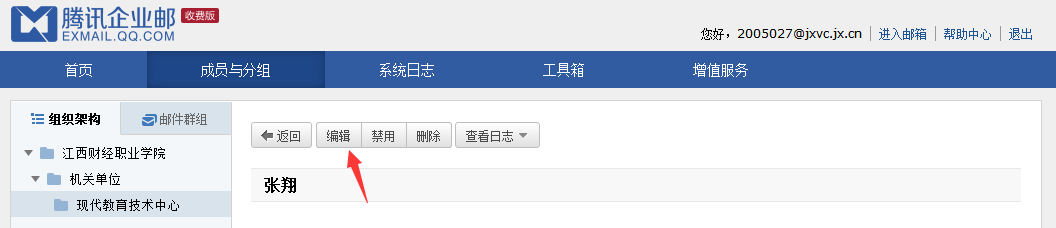 腾讯企业邮 收费版
EXMAIL.QQ.COM
您好，2005027@jxvc.jx.cn 进入邮箱 帮助中心 退出
首页 成员与分组 系统日志 工具箱 增值服务
组织架构 邮件群组
返回 编辑 禁用 删除 查看日志
江西财经职业学院
机关单位
张翔
现代教育技术中心